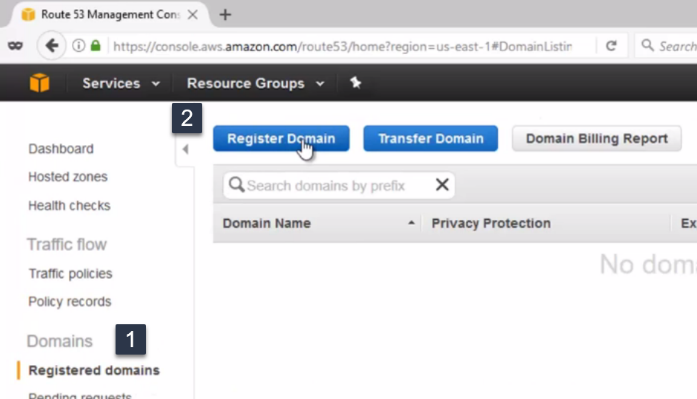 Route 53 Management Cons
https://console.aws.amazon.com/route53/home?region=us-east-1#DomainListin
Search
Services
Resource Groups
2
Register Domain
Transfer Domain
Domain Billing Report
Dashboard
Hosted zones
Health checks
Search domains by prefix
Domain Name
Privacy Protection
Ex
Traffic flow
No doma
Traffic policies
Policy records
Domains
1
Registered domains
Pending requests